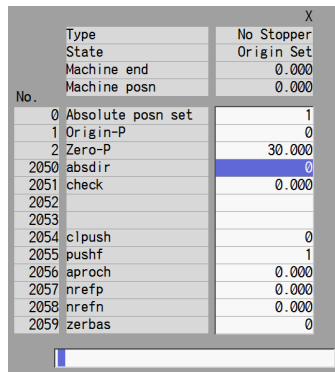 X
Type No Stopper
State Origin Set
Machine end 0.000
Machine posn 0.000
No.
0 Absolute posn set 1
1 Origin-P 0
2 Zero-P 30.000
2050 absdir 0
2051 check 0.000
2052
2053
2054 clpush 0
2055 pushf 1
2056 aproch 0.000
2057 nrefp 0.000
2058 nrefn 0.000
2059 zerbas 0